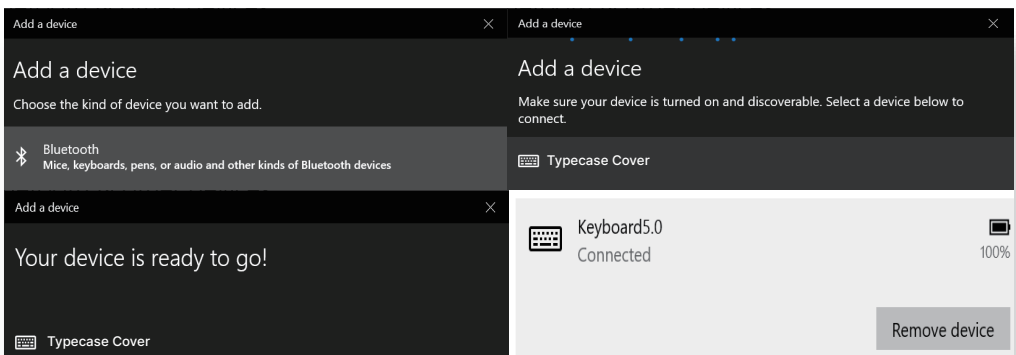 Add a device
Add a device
Choose the kind of device you want to add.
Bluetooth
Mice, keyboards, pens, or audio and other kinds of Bluetooth devices
Add a device
Add a device
Make sure your device is turned on and discoverable. Select a device below to
connect.
Typecase Cover
Add a device
Your device is ready to go!
Typecase Cover
Keyboard5.0
Connected
100%
Remove device